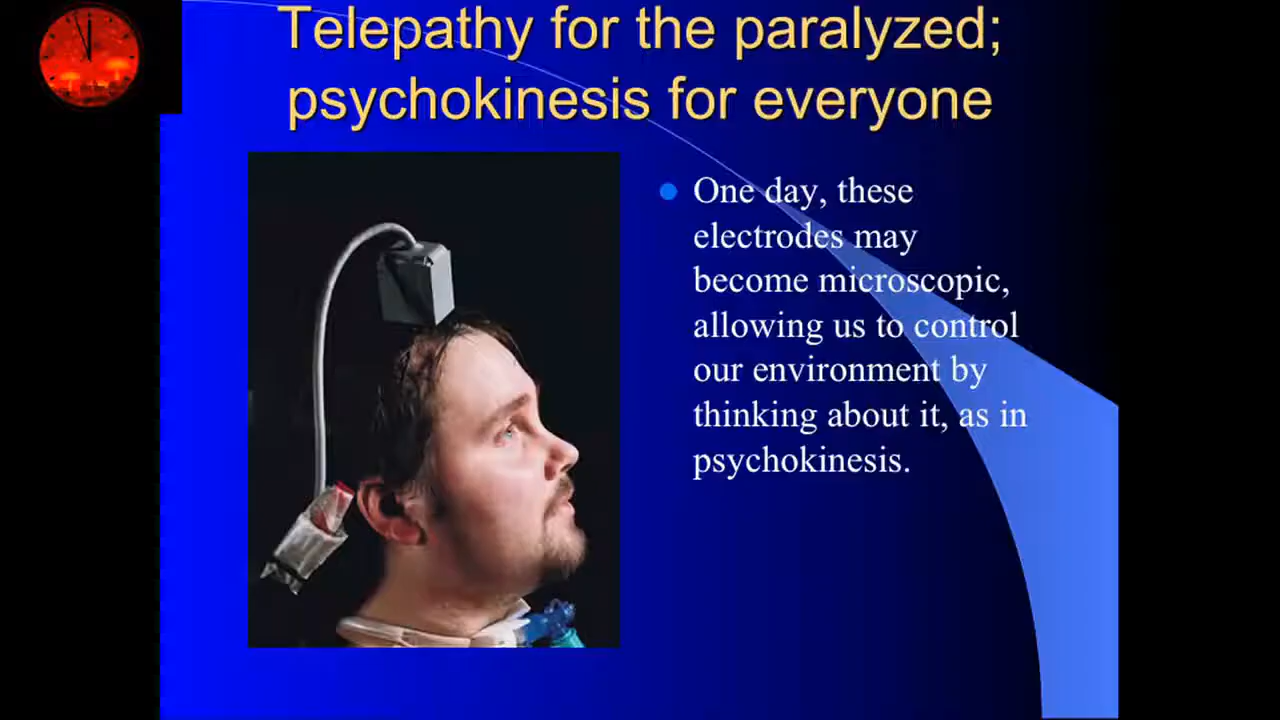 Telepathy for the paralyzed;
psychokinesis for everyone
One day, these
electrodes may
become microscopic,
allowing us to control
our environment by
thinking about it, as in
psychokinesis.